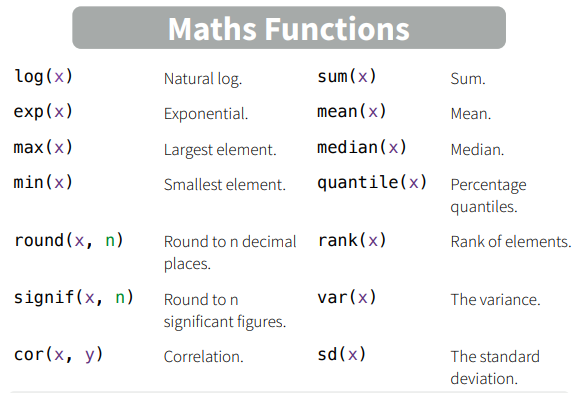 Maths Functions
log(x) Natural log. sum(x) Sum.
exp(x) Exponential. mean(x) Mean.
max(x) Largest element. median(x) Median.
min(x) Smallest element. quantile(x) Percentage
quantiles.
round(x, n) Round to n decimal rank(x) Rank of elements.
places.
signif(x, n) Round to n var(x) The variance.
significant figures.
cor(x, y) Correlation. sd(x) The standard
deviation.